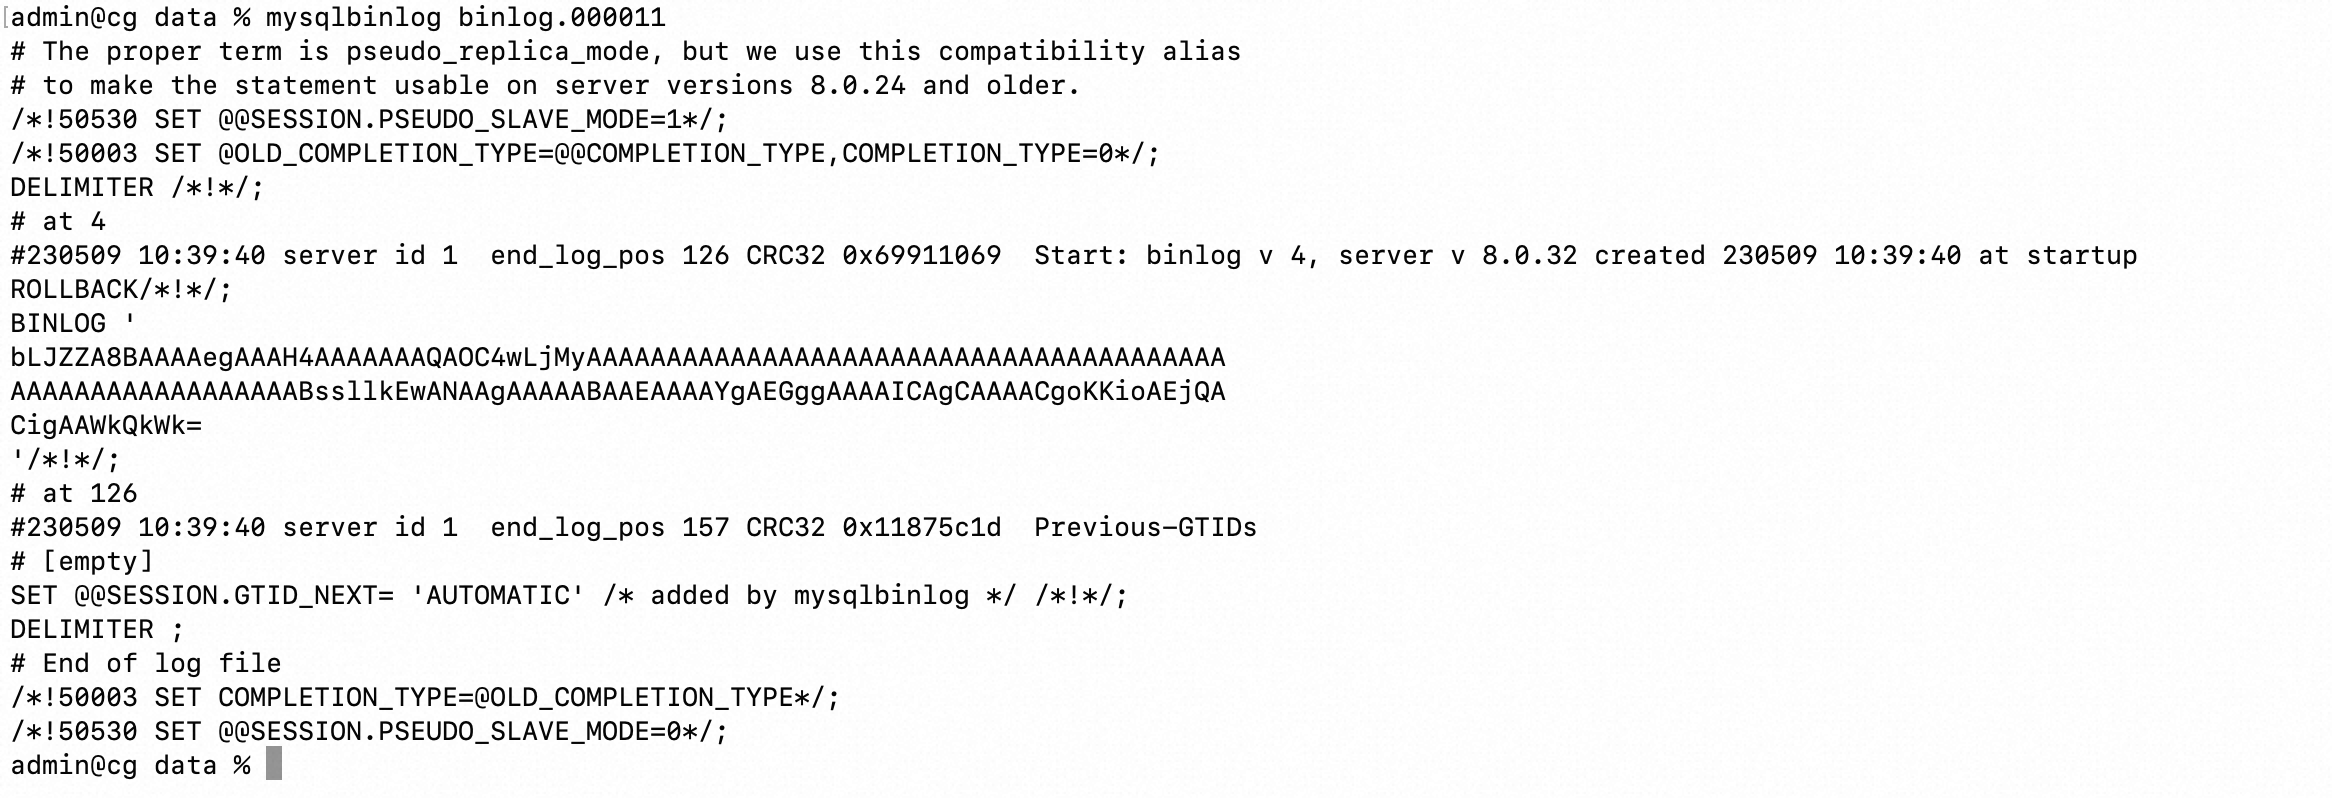 [admin@cg data % mysqlbinlog binlog.000011
# The proper term is pseudo_replica_mode, but we use this compatibility alias
# to make the statement usable on server versions 8.0.24 and older.
/*!50530 SET @@SESSION.PSEUDO_SLAVE_MODE=1*/;
/*!50003 SET @OLD_COMPLETION_TYPE=@@COMPLETION_TYPE,COMPLETION_TYPE=0*/;
DELIMITER /*!*/;
# at 4
#230509 10:39:40 server id 1  end_log_pos 126 CRC32 0x69911069  Start: binlog v 4, server v 8.0.32 created 230509 10:39:40 at startup
ROLLBACK/*!*/;
BINLOG '
bLJZZA8BAAAAegAAAH4AAAAAAAQAOC4wLjMyAAAAAAAAAAAAAAAAAAAAAAAAAAAAAAAAAAAAAAAA
AAAAAAAAAAAAAAAAAABssllkEwANAAgAAAAABAAEAAAAYgAEGggAAAAICAgCAAAACgoKKioAEjQA
CigAAWkQkWk=
'/*!*/;
# at 126
#230509 10:39:40 server id 1  end_log_pos 157 CRC32 0x11875c1d  Previous-GTIDs
# [empty]
SET @@SESSION.GTID_NEXT= 'AUTOMATIC' /* added by mysqlbinlog */ /*!*/;
DELIMITER ;
# End of log file
/*!50003 SET COMPLETION_TYPE=@OLD_COMPLETION_TYPE*/;
/*!50530 SET @@SESSION.PSEUDO_SLAVE_MODE=0*/;
admin@cg data %